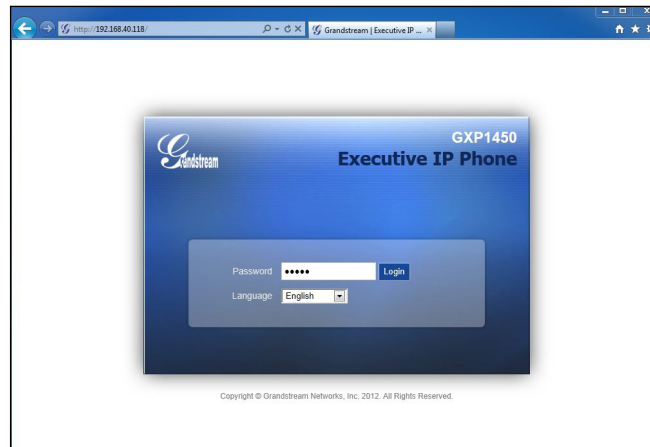 http://192.168.40.118/
Grandstream | Executive IP ...
Grandstream
GXP1450
Executive IP Phone
Password ••••• Login
Language English
Copyright © Grandstream Networks, Inc. 2012. All Rights Reserved.